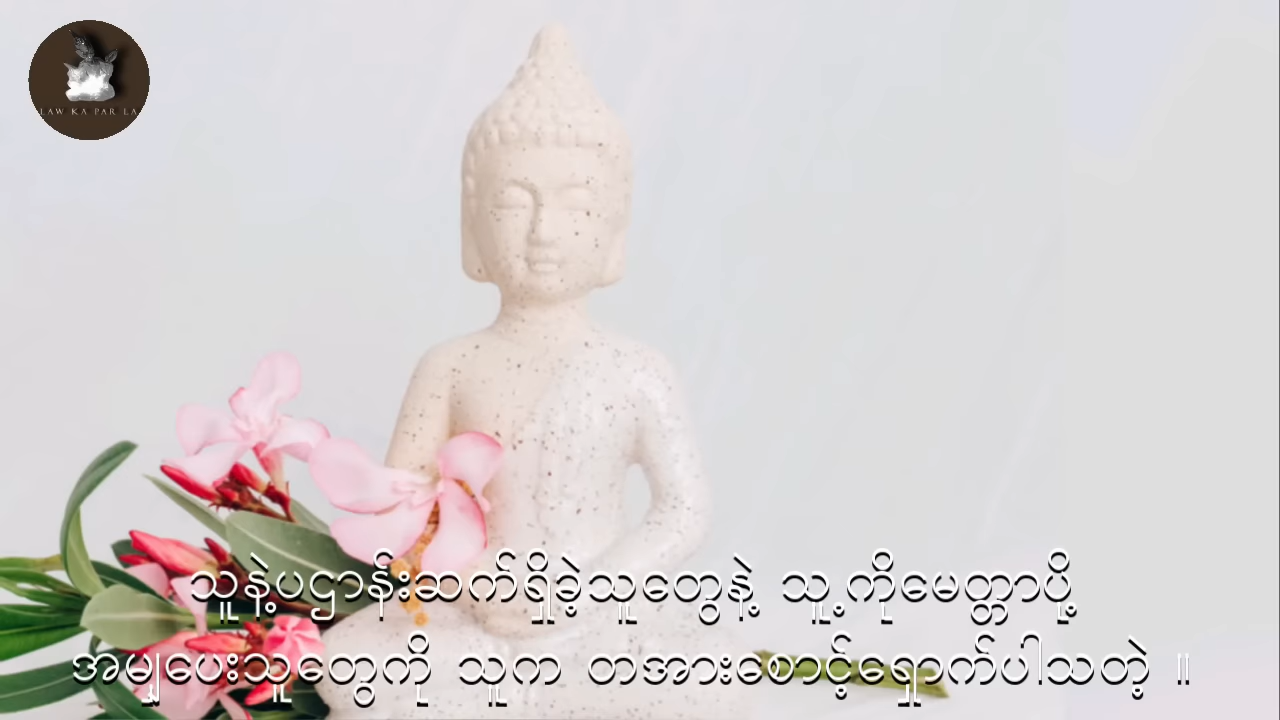 LAW KA PAR LA
သူနဲ့ပဌာန်းဆက်ရှိခဲ့သူတွေနဲ့ သူ့ကိုမေတ္တာပို့
အမျှပေးသူတွေကို သူက တအားစောင့်ရှောက်ပါသတဲ့ ။